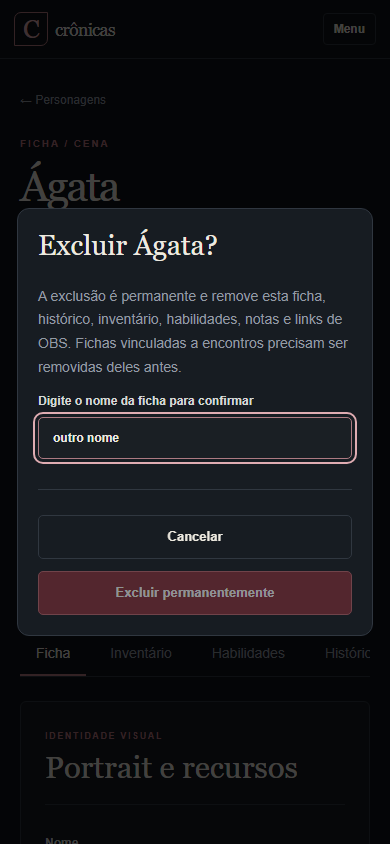 C crônicas
Menu
← Personagens
FICHA / CENA
Ágata
Excluir Ágata?
A exclusão é permanente e remove esta ficha,
histórico, inventário, habilidades, notas e links de
OBS. Fichas vinculadas a encontros precisam ser
removidas deles antes.
Digite o nome da ficha para confirmar
outro nome
Cancelar
Excluir permanentemente
Ficha Inventário Habilidades Históric
IDENTIDADE VISUAL
Portrait e recursos
Nome